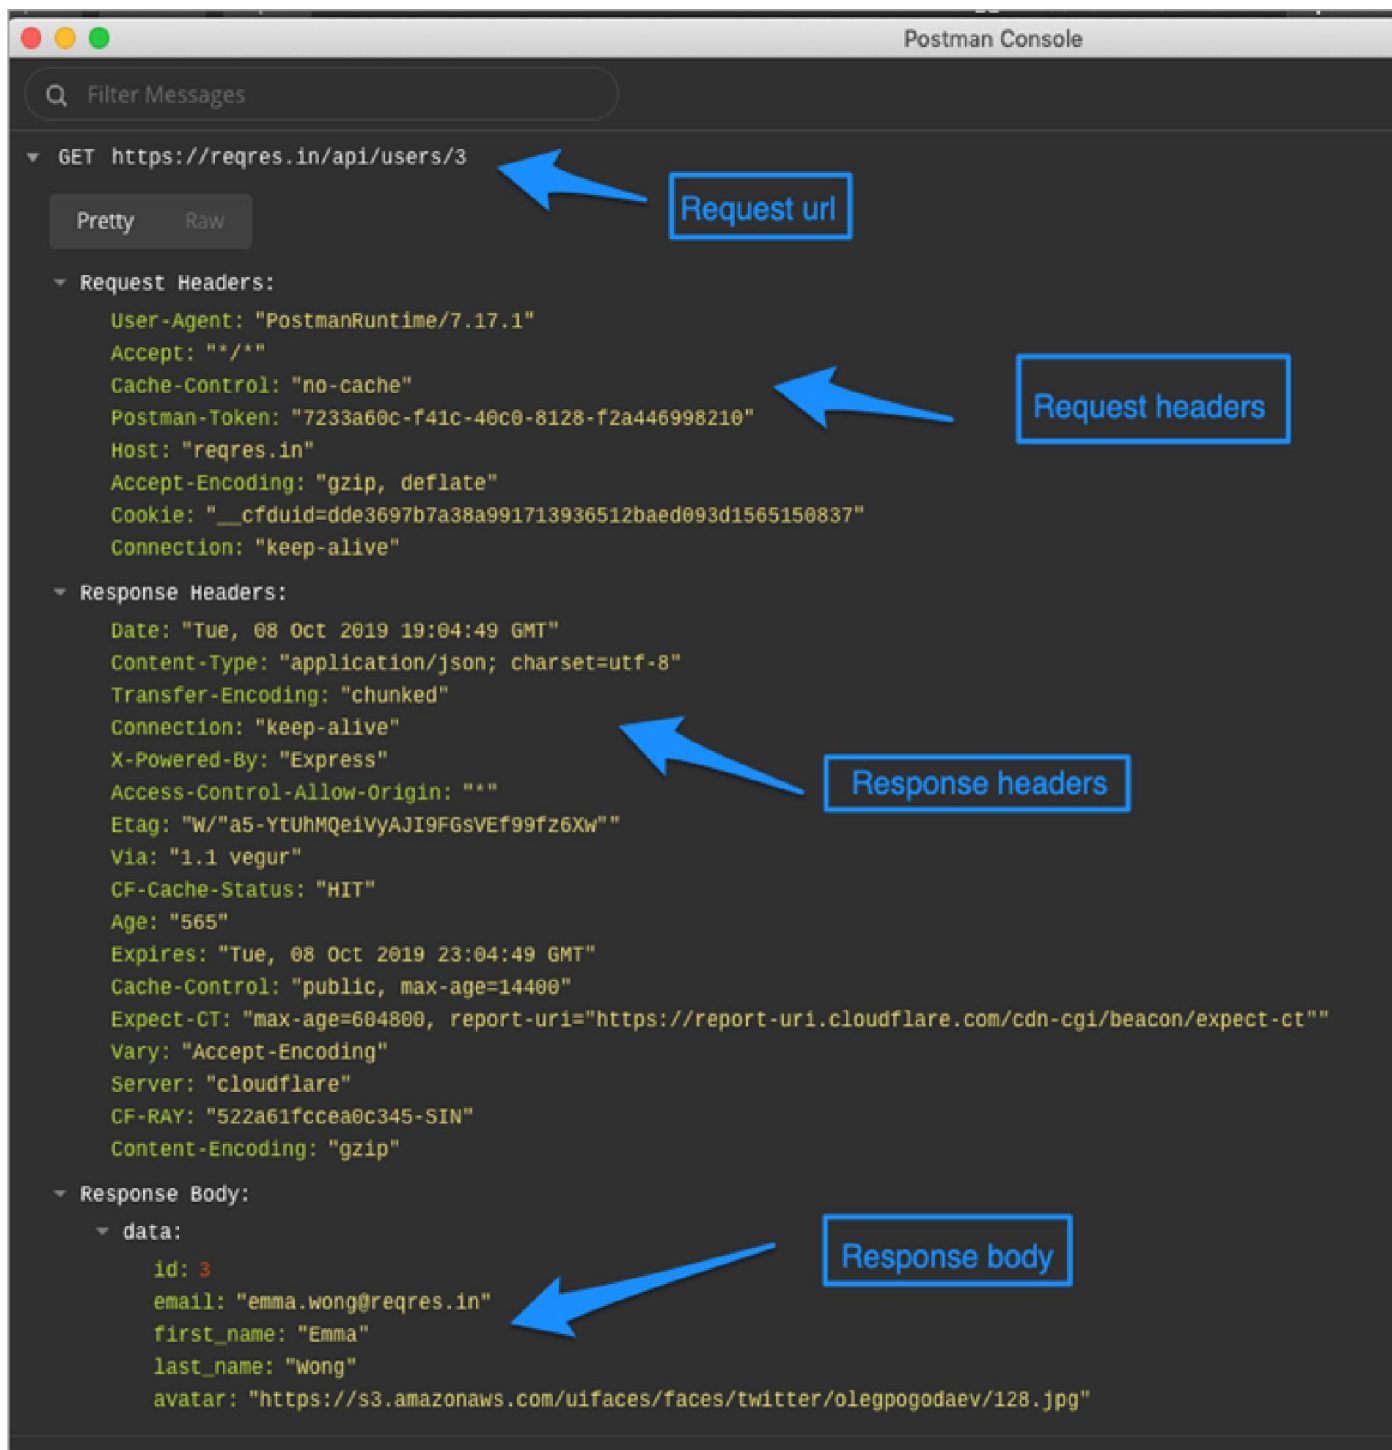 Postman Console
Filter Messages
GET https://reqres.in/api/users/3
Request url
Pretty Raw
Request Headers:
User-Agent: "PostmanRuntime/7.17.1"
Accept: "*/*"
Cache-Control: "no-cache"
Request headers
Postman-Token: "7233a60c-f41c-40c0-8128-f2a446998210"
Host: "reqres.in"
Accept-Encoding: "gzip, deflate"
Cookie: "__cfduid=dde3697b7a38a991713936512baed093d1565150837"
Connection: "keep-alive"
Response Headers:
Date: "Tue, 08 Oct 2019 19:04:49 GMT"
Content-Type: "application/json; charset=utf-8"
Transfer-Encoding: "chunked"
Connection: "keep-alive"
X-Powered-By: "Express"
Response headers
Access-Control-Allow-Origin: "*"
Etag: "W/"a5-YtUhMQeiVyAJI9FGsVEf99fz6Xw""
Via: "1.1 vegur"
CF-Cache-Status: "HIT"
Age: "565"
Expires: "Tue, 08 Oct 2019 23:04:49 GMT"
Cache-Control: "public, max-age=14400"
Expect-CT: "max-age=604800, report-uri="https://report-uri.cloudflare.com/cdn-cgi/beacon/expect-ct""
Vary: "Accept-Encoding"
Server: "cloudflare"
CF-RAY: "522a61fccea0c345-SIN"
Content-Encoding: "gzip"
Response Body:
data:
Response body
id: 3
email: "emma.wong@reqres.in"
first_name: "Emma"
last_name: "Wong"
avatar: "https://s3.amazonaws.com/uifaces/faces/twitter/olegpogodaev/128.jpg"